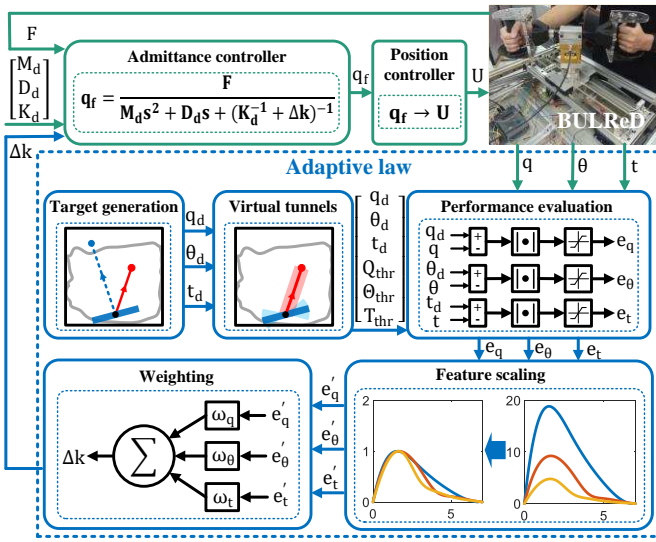 F
[M_d
D_d
K_d]
Δk
Admittance controller
q_f = F / (M_d s² + D_d s + (K_d⁻¹ + Δk)⁻¹)
q_f
Position
controller
q_f → U
U
BULReD
q θ t
Adaptive law
Target generation
q_d
θ_d
t_d
Virtual tunnels
[q_d
θ_d
t_d
Q_thr
Θ_thr
T_thr]
Performance evaluation
q_d
q
+
-
|•|
e_q
θ_d
θ
+
-
|•|
e_θ
t_d
t
+
-
|•|
e_t
e_q e_θ e_t
Weighting
Δk
∑
ω_q
e′_q
ω_θ
e′_θ
ω_t
e′_t
e′_q
e′_θ
e′_t
Feature scaling
2
1
0
0 5
20
10
0
0 5